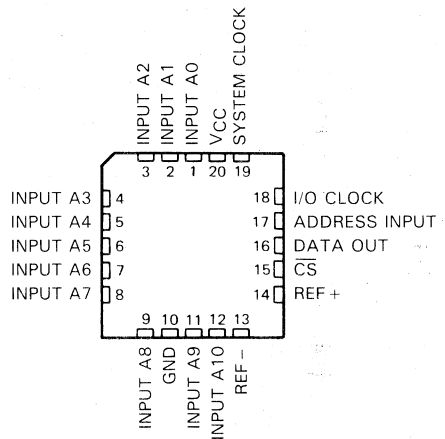 INPUT A2
INPUT A1
INPUT A0
VCC
SYSTEM CLOCK
3 2 1 20 19
INPUT A3 4
INPUT A4 5
INPUT A5 6
INPUT A6 7
INPUT A7 8
18 I/O CLOCK
17 ADDRESS INPUT
16 DATA OUT
15 C̅S̅
14 REF+
9 10 11 12 13
INPUT A8
GND
INPUT A9
INPUT A10
REF−